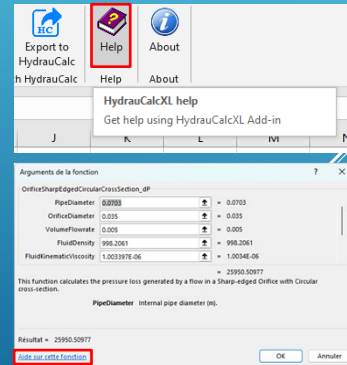 HC
Export to
HydrauCalc
Help
About
h HydrauCalc
Help
About
HydrauCalcXL help
Get help using HydrauCalcXL Add-in
J K L M N
Arguments de la fonction ? ×
OrificeSharpEdgedCircularCrossSection_dP
PipeDiameter 0.0703 = 0.0703
OrificeDiameter 0.035 = 0.035
VolumeFlowrate 0.005 = 0.005
FluidDensity 998.2061 = 998.2061
FluidKinematicViscosity 1.003397E-06 = 1.0034E-06
= 25950.50977
This function calculates the pressure loss generated by a flow in a Sharp-edged Orifice with Circular
cross-section.
PipeDiameter Internal pipe diameter (m).
Résultat = 25950.50977
Aide sur cette fonction
OK Annuler